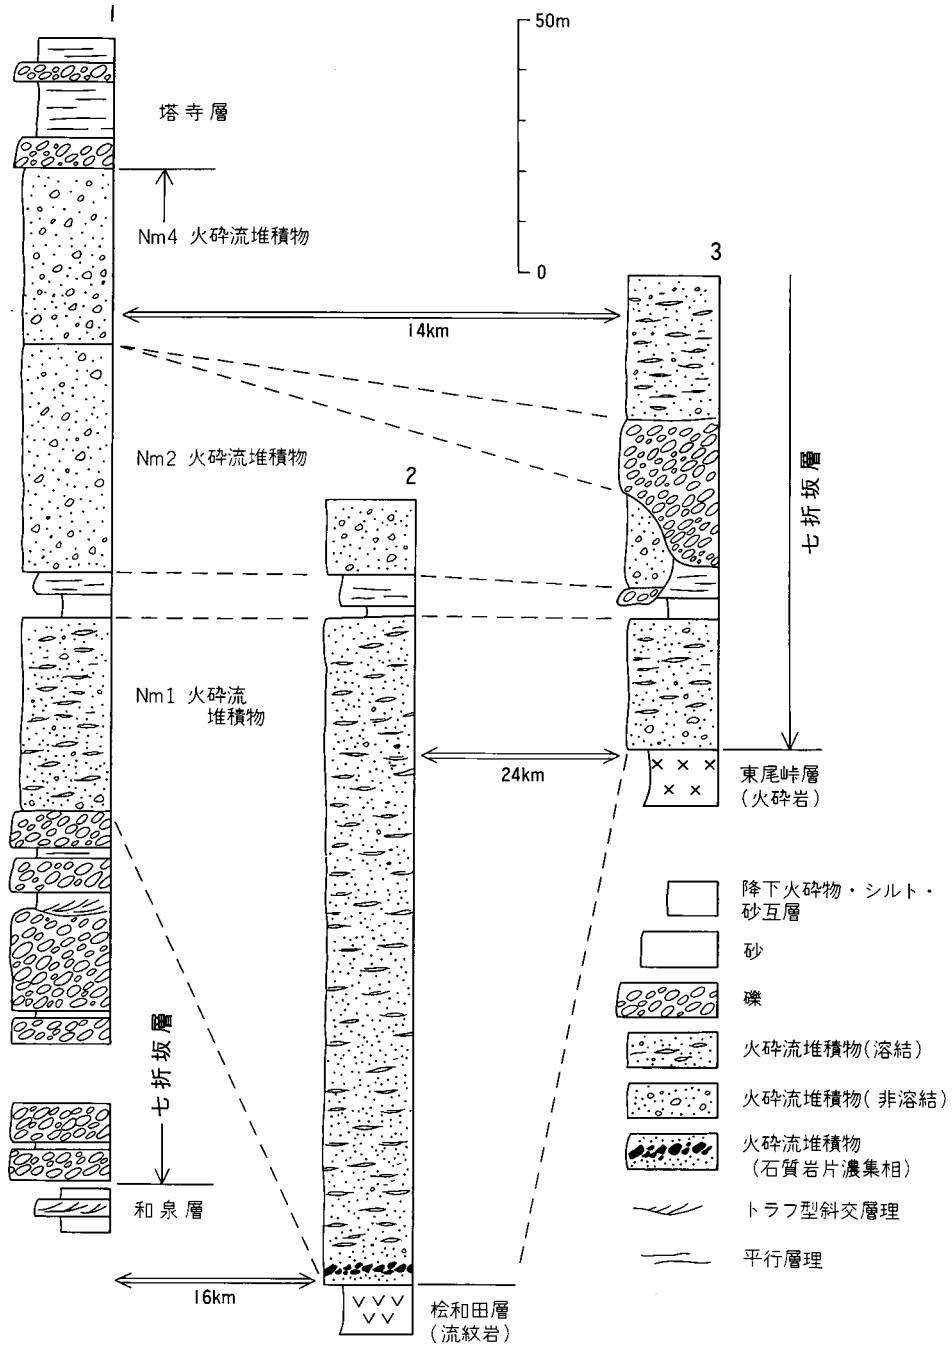 1
50m
塔寺層
Nm4 火砕流堆積物
0
3
14km
Nm2 火砕流堆積物
2
七折坂層
Nm1 火砕流
堆積物
24km
東尾峠層
(火砕岩)
降下火砕物・シルト・
砂互層
砂
礫
七折坂層
火砕流堆積物(溶結)
火砕流堆積物(非溶結)
火砕流堆積物
(石質岩片濃集相)
和泉層
トラフ型斜交層理
平行層理
16km
桧和田層
(流紋岩)